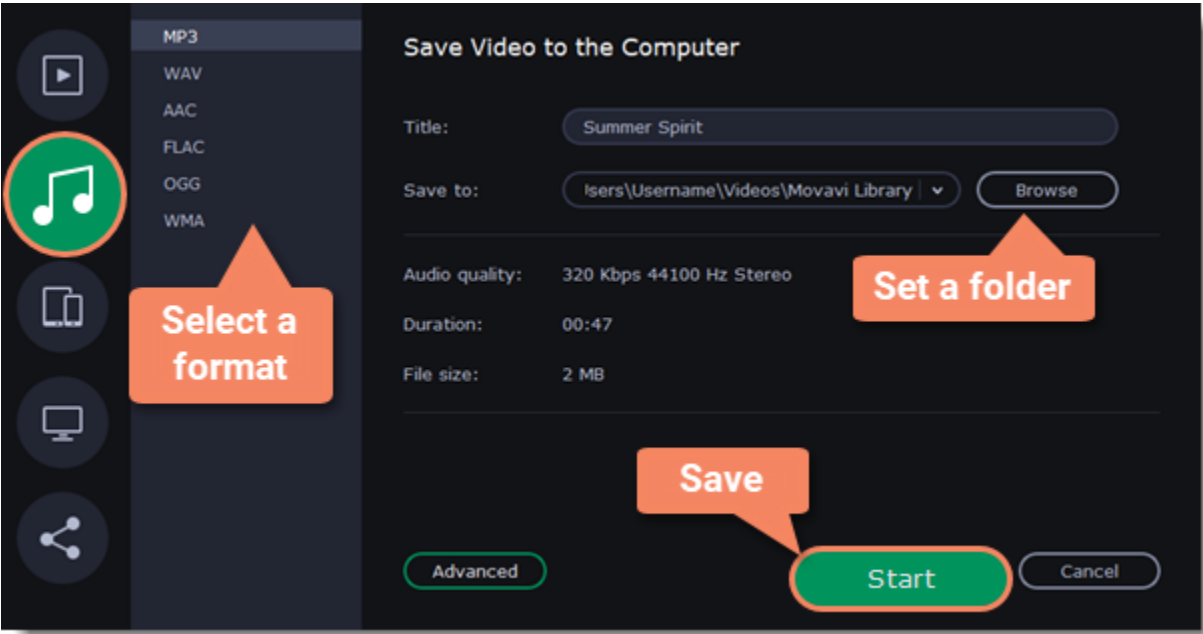 MP3
WAV
AAC
FLAC
OGG
WMA
Select a
format
Save Video to the Computer
Title: Summer Spirit
Save to: \Username\Videos\Movavi Library Browse
Set a folder
Audio quality: 320 Kbps 44100 Hz Stereo
Duration: 00:47
File size: 2 MB
Save
Advanced Start Cancel